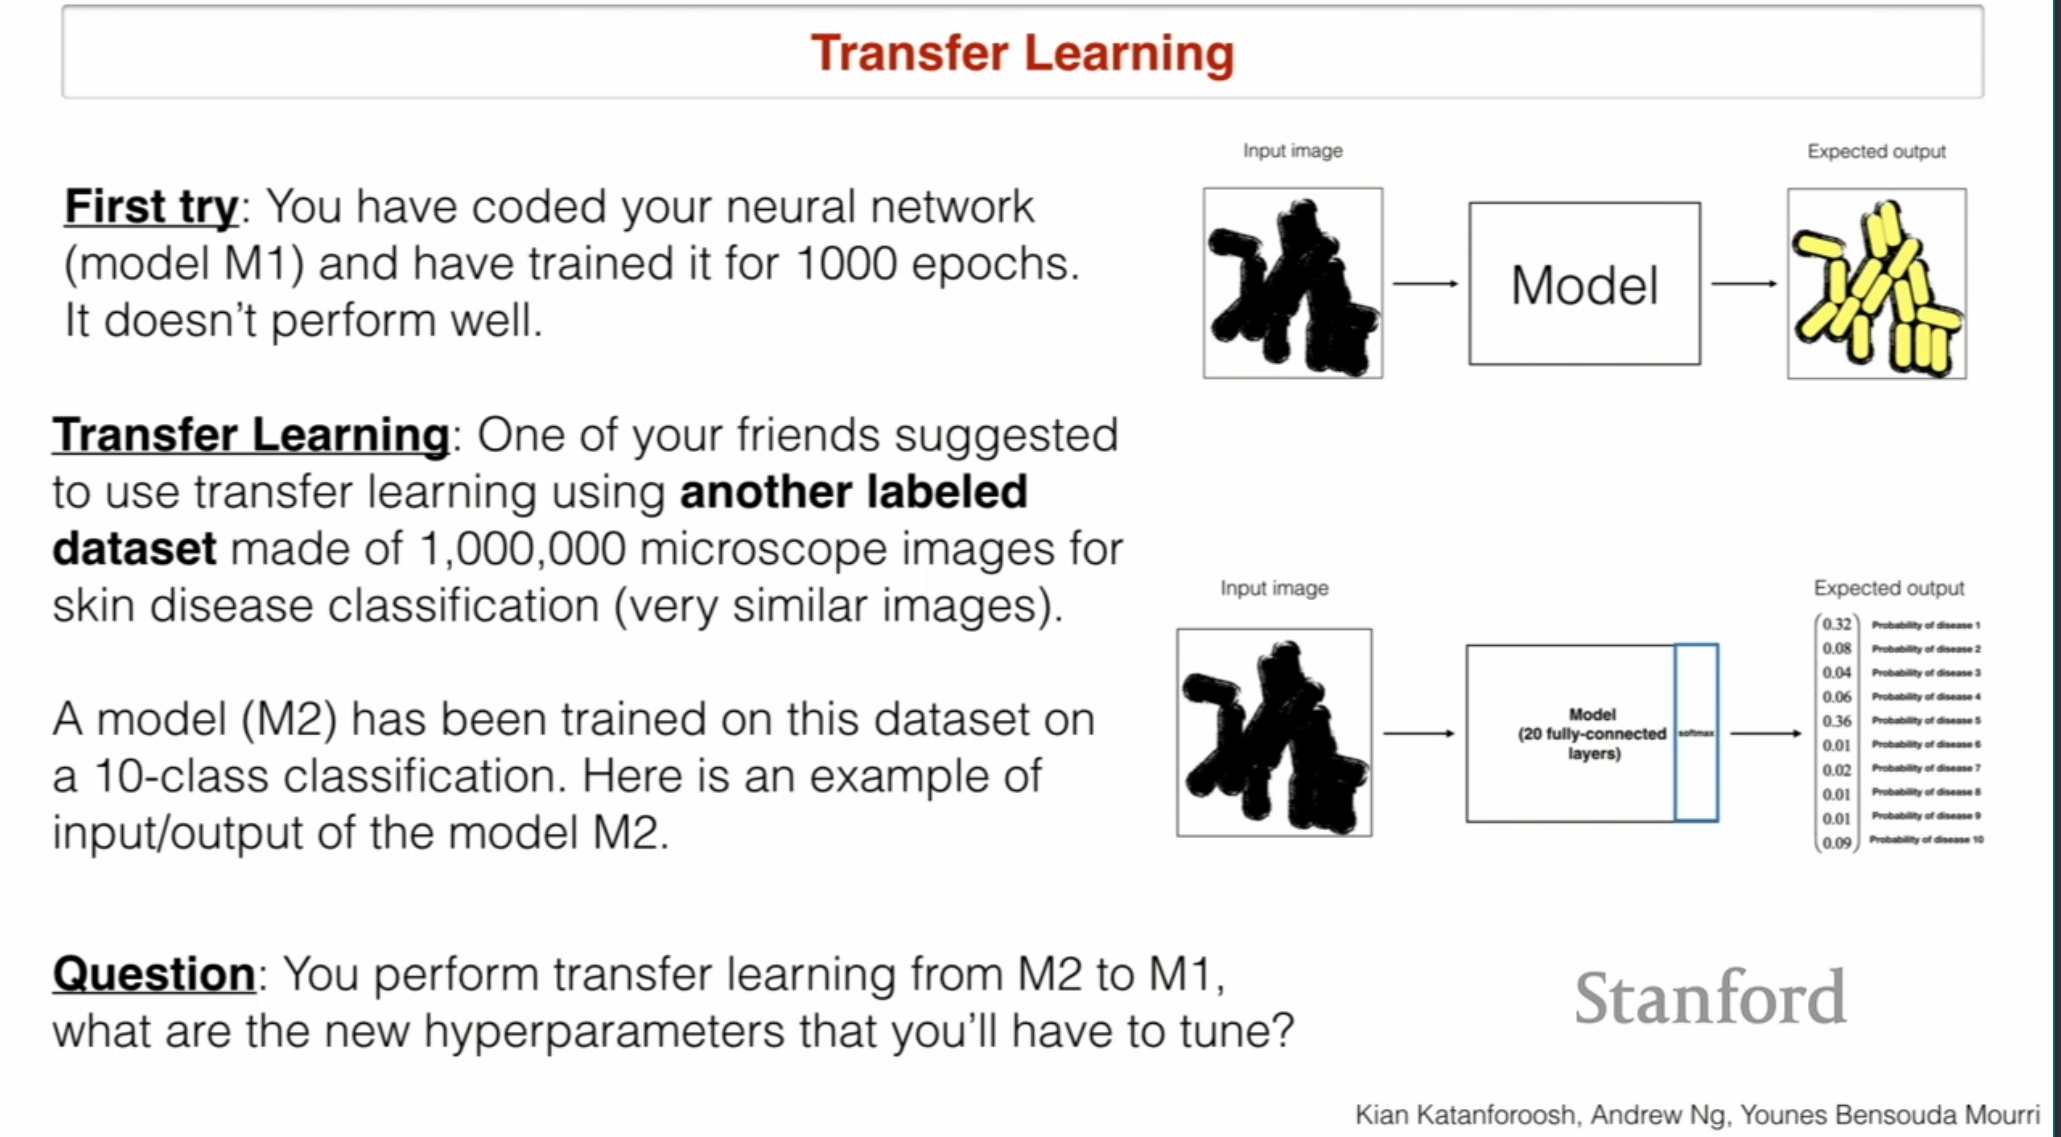 Transfer Learning
First try: You have coded your neural network
(model M1) and have trained it for 1000 epochs.
It doesn't perform well.
Input image
Expected output
Model
Transfer Learning: One of your friends suggested
to use transfer learning using another labeled
dataset made of 1,000,000 microscope images for
skin disease classification (very similar images).
A model (M2) has been trained on this dataset on
a 10-class classification. Here is an example of
input/output of the model M2.
Input image
Expected output
Model
(20 fully-connected
layers)
softmax
0.32 Probability of disease 1
0.08 Probability of disease 2
0.04 Probability of disease 3
0.06 Probability of disease 4
0.36 Probability of disease 5
0.01 Probability of disease 6
0.02 Probability of disease 7
0.01 Probability of disease 8
0.01 Probability of disease 9
0.09 Probability of disease 10
Question: You perform transfer learning from M2 to M1,
what are the new hyperparameters that you'll have to tune?
Stanford
Kian Katanforoosh, Andrew Ng, Younes Bensouda Mourri